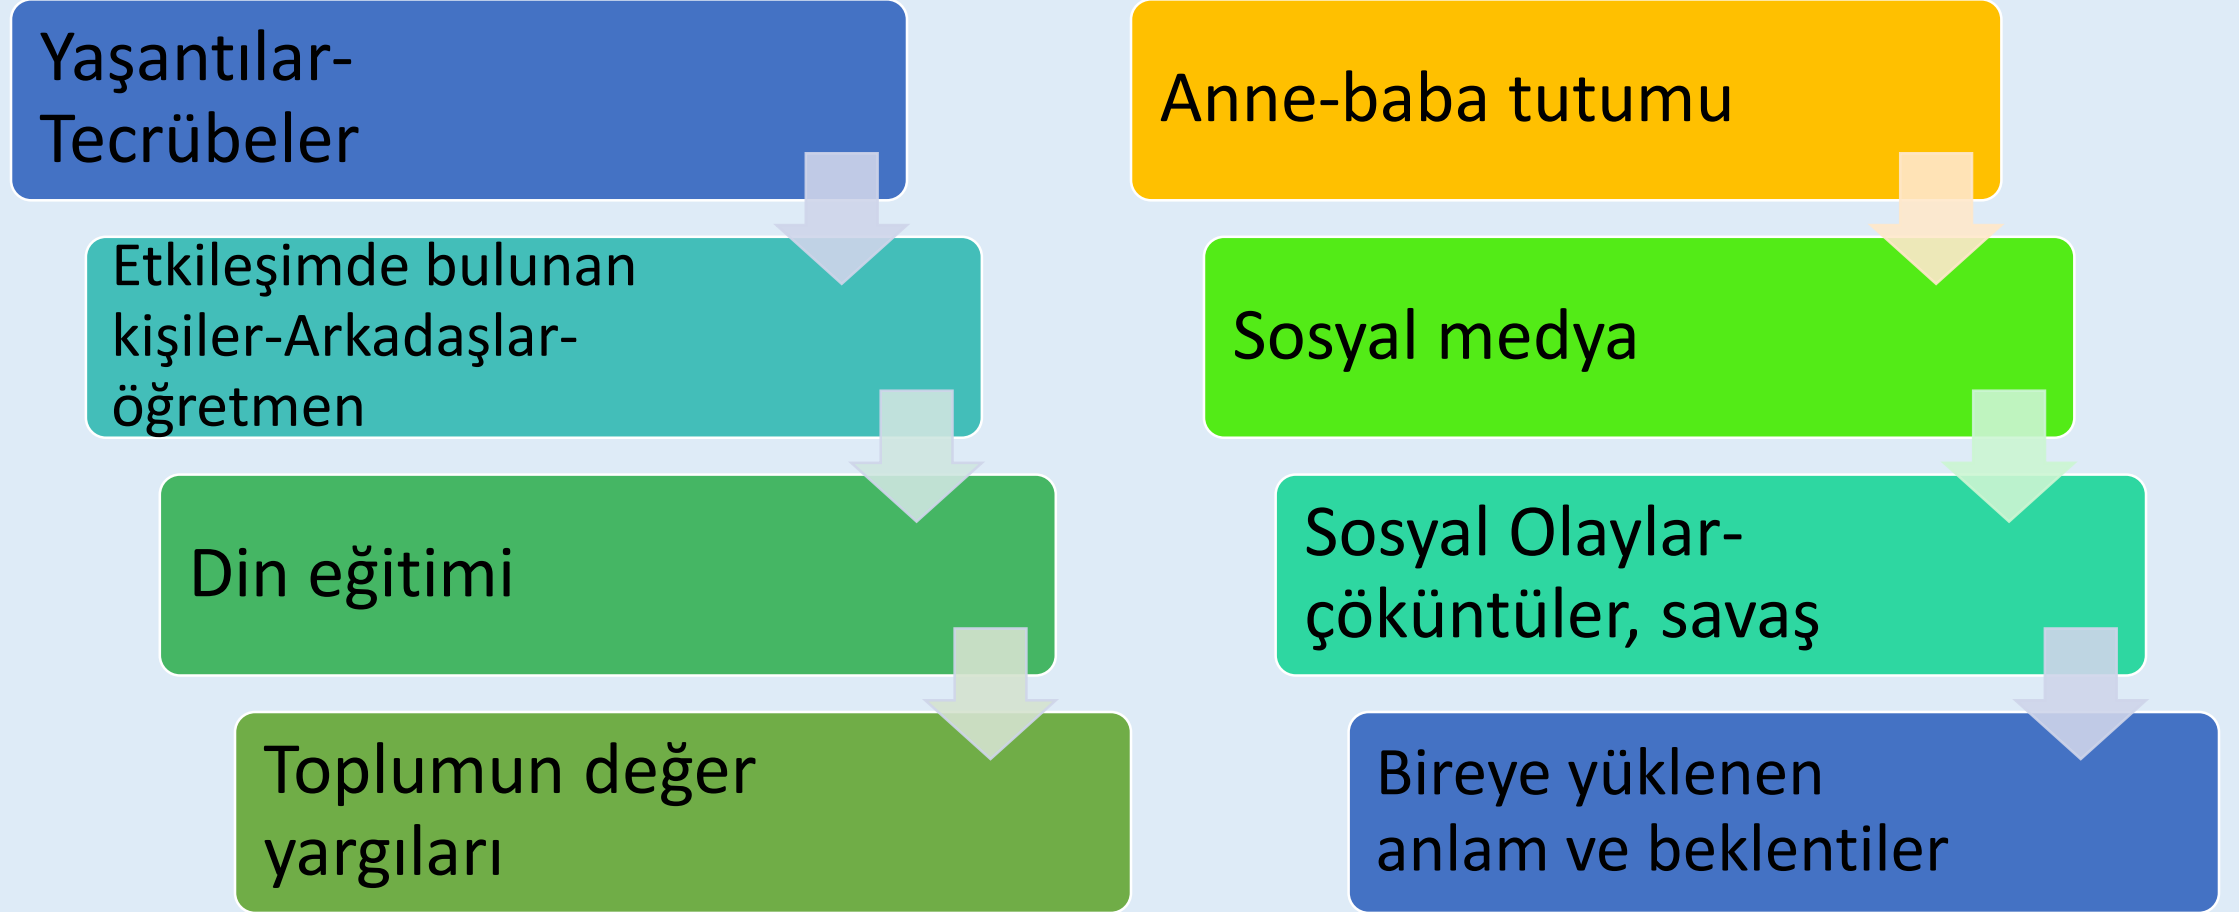 Yaşantılar-
Tecrübeler
Etkileşimde bulunan
kişiler-Arkadaşlar-
öğretmen
Din eğitimi
Toplumun değer
yargıları
Anne-baba tutumu
Sosyal medya
Sosyal Olaylar-
çöküntüler, savaş
Bireye yüklenen
anlam ve beklentiler